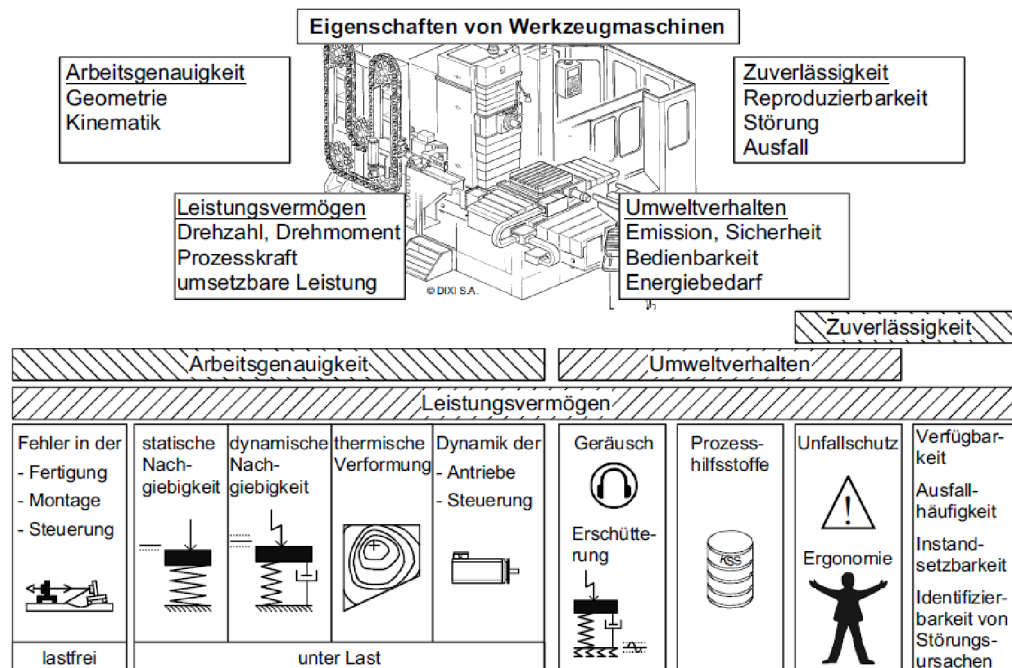 Eigenschaften von Werkzeugmaschinen
Arbeitsgenauigkeit
Geometrie
Kinematik
Zuverlässigkeit
Reproduzierbarkeit
Störung
Ausfall
Leistungsvermögen
Drehzahl, Drehmoment
Prozesskraft
umsetzbare Leistung
Umweltverhalten
Emission, Sicherheit
Bedienbarkeit
Energiebedarf
© DIXI S.A.
Zuverlässigkeit
Arbeitsgenauigkeit
Umweltverhalten
Leistungsvermögen
Fehler in der
- Fertigung
- Montage
- Steuerung
lastfrei
statische
Nach-
giebigkeit
dynamische
Nach-
giebigkeit
thermische
Verformung
Dynamik der
- Antriebe
- Steuerung
unter Last
Geräusch
Erschütte-
rung
Prozess-
hilfsstoffe
KSS
Unfallschutz
Ergonomie
Verfügbar-
keit
Ausfall-
häufigkeit
Instand-
setzbarkeit
Identifizier-
barkeit von
Störungs-
ursachen